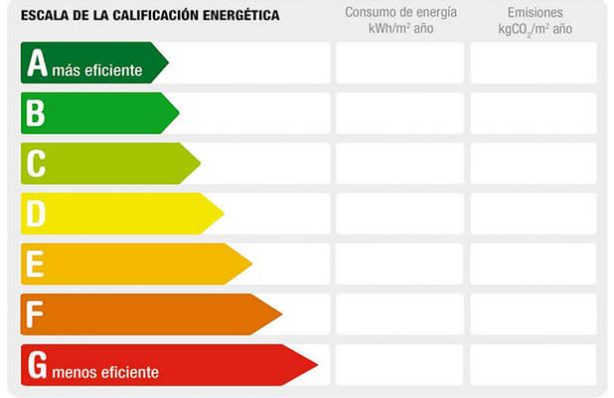 ESCALA DE LA CALIFICACIÓN ENERGÉTICA
Consumo de energía
kWh/m² año
Emisiones
kgCO₂/m² año
A más eficiente
B
C
D
E
F
G menos eficiente